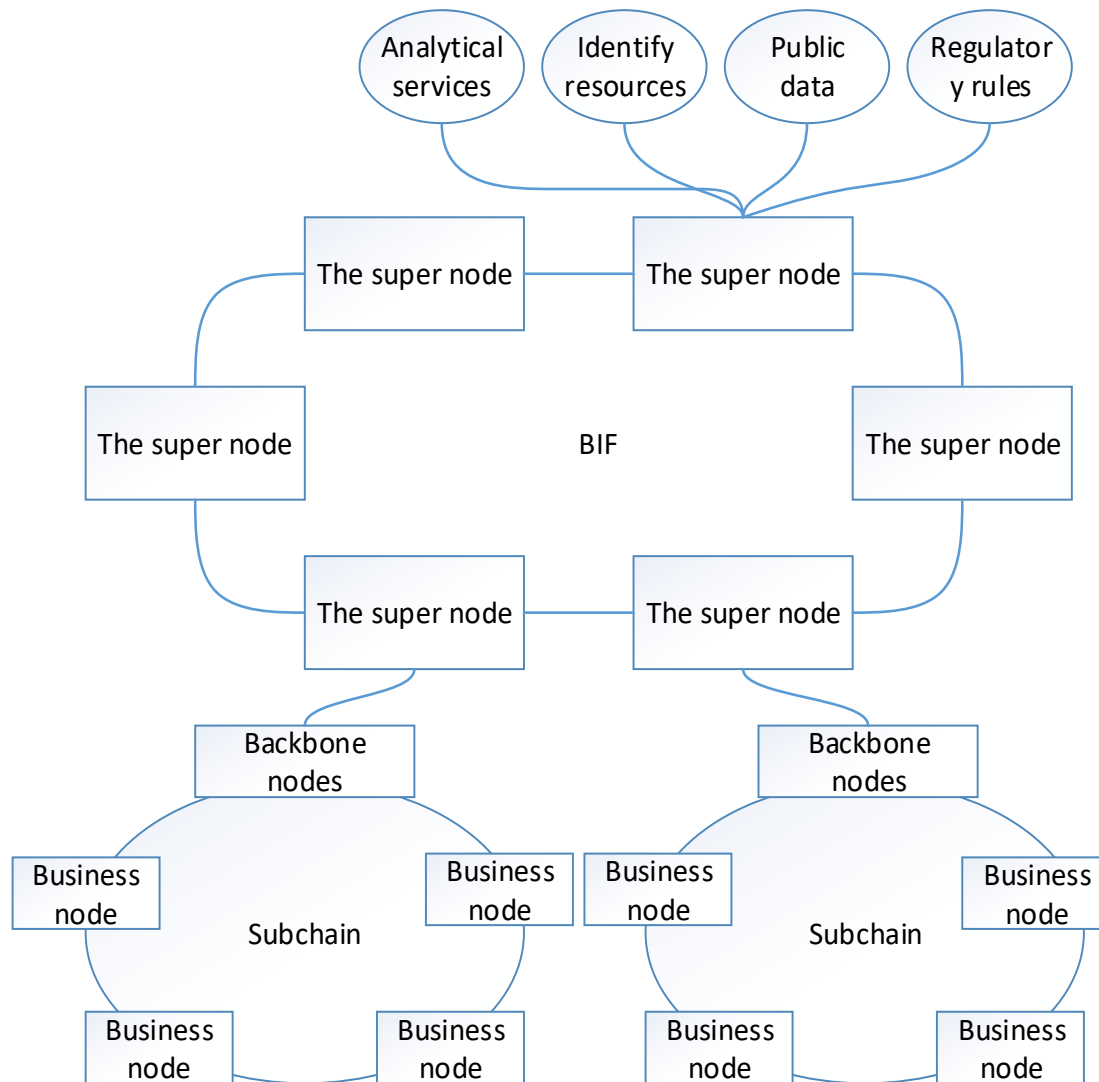 Analytical
services
Identify
resources
Public
data
Regulator
y rules
The super node
The super node
The super node
BIF
The super node
The super node
The super node
Backbone
nodes
Backbone
nodes
Business
node
Business
node
Business
node
Business
node
Subchain
Subchain
Business
node
Business
node
Business
node
Business
node